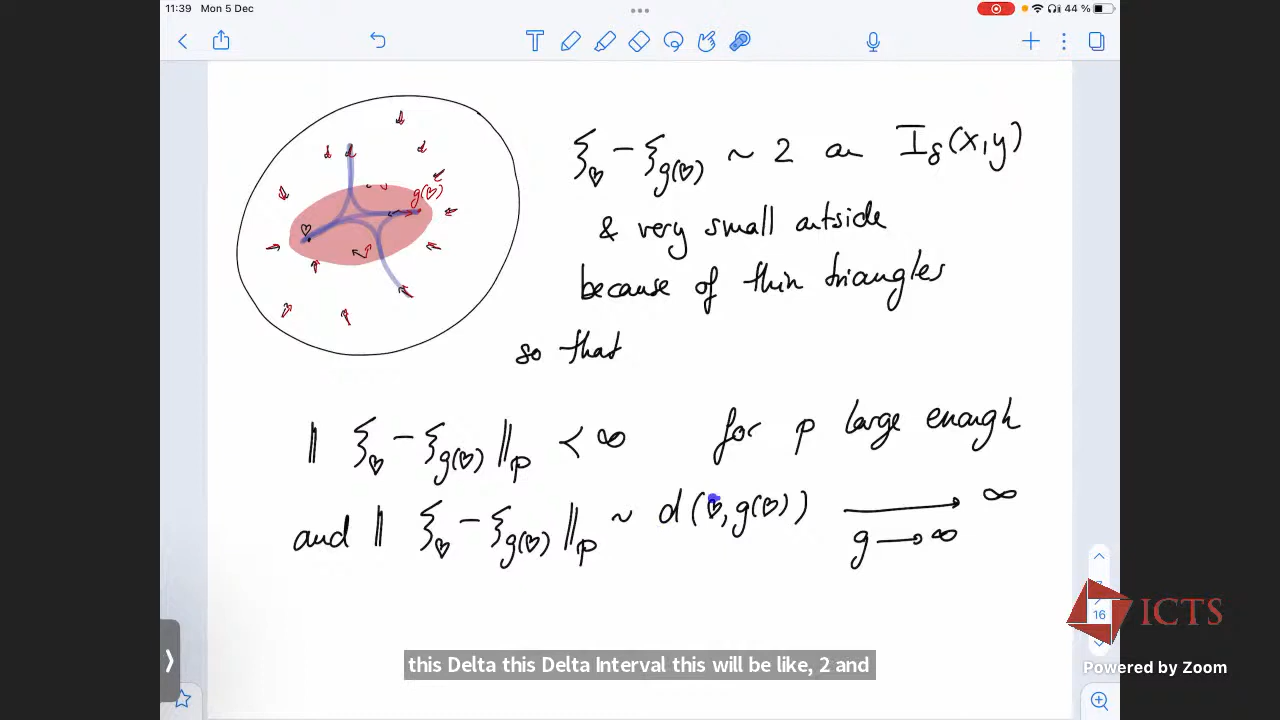 11:39 Mon 5 Dec
44 %
g(♡)
♡
ξ♡ - ξg(♡) ~ 2 on Iδ(x,y)
& very small outside
because of thin triangles
so that
|| ξ♡ - ξg(♡) ||p < ∞ for p large enough
and || ξ♡ - ξg(♡) ||p ~ d(♡, g(♡)) ⟶ ∞
g → ∞
16
ICTS
this Delta this Delta Interval this will be like, 2 and
Powered by Zoom